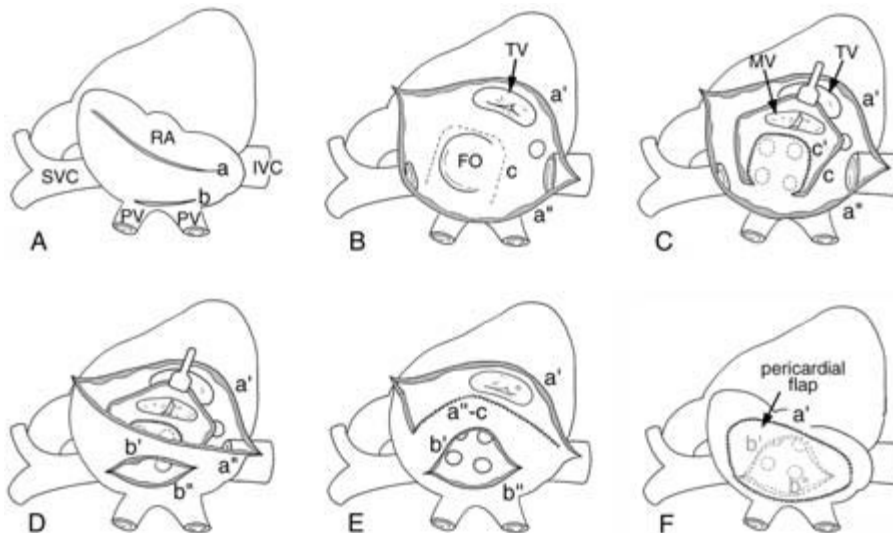 RA
a
SVC
IVC
b
PV
PV
A
TV
a'
FO
c
a"
B
MV
TV
a'
c'
c
a"
C
a'
b'
a"
b"
D
a'
a"-c
b'
b"
E
pericardial
flap
a'
b'
b"
F